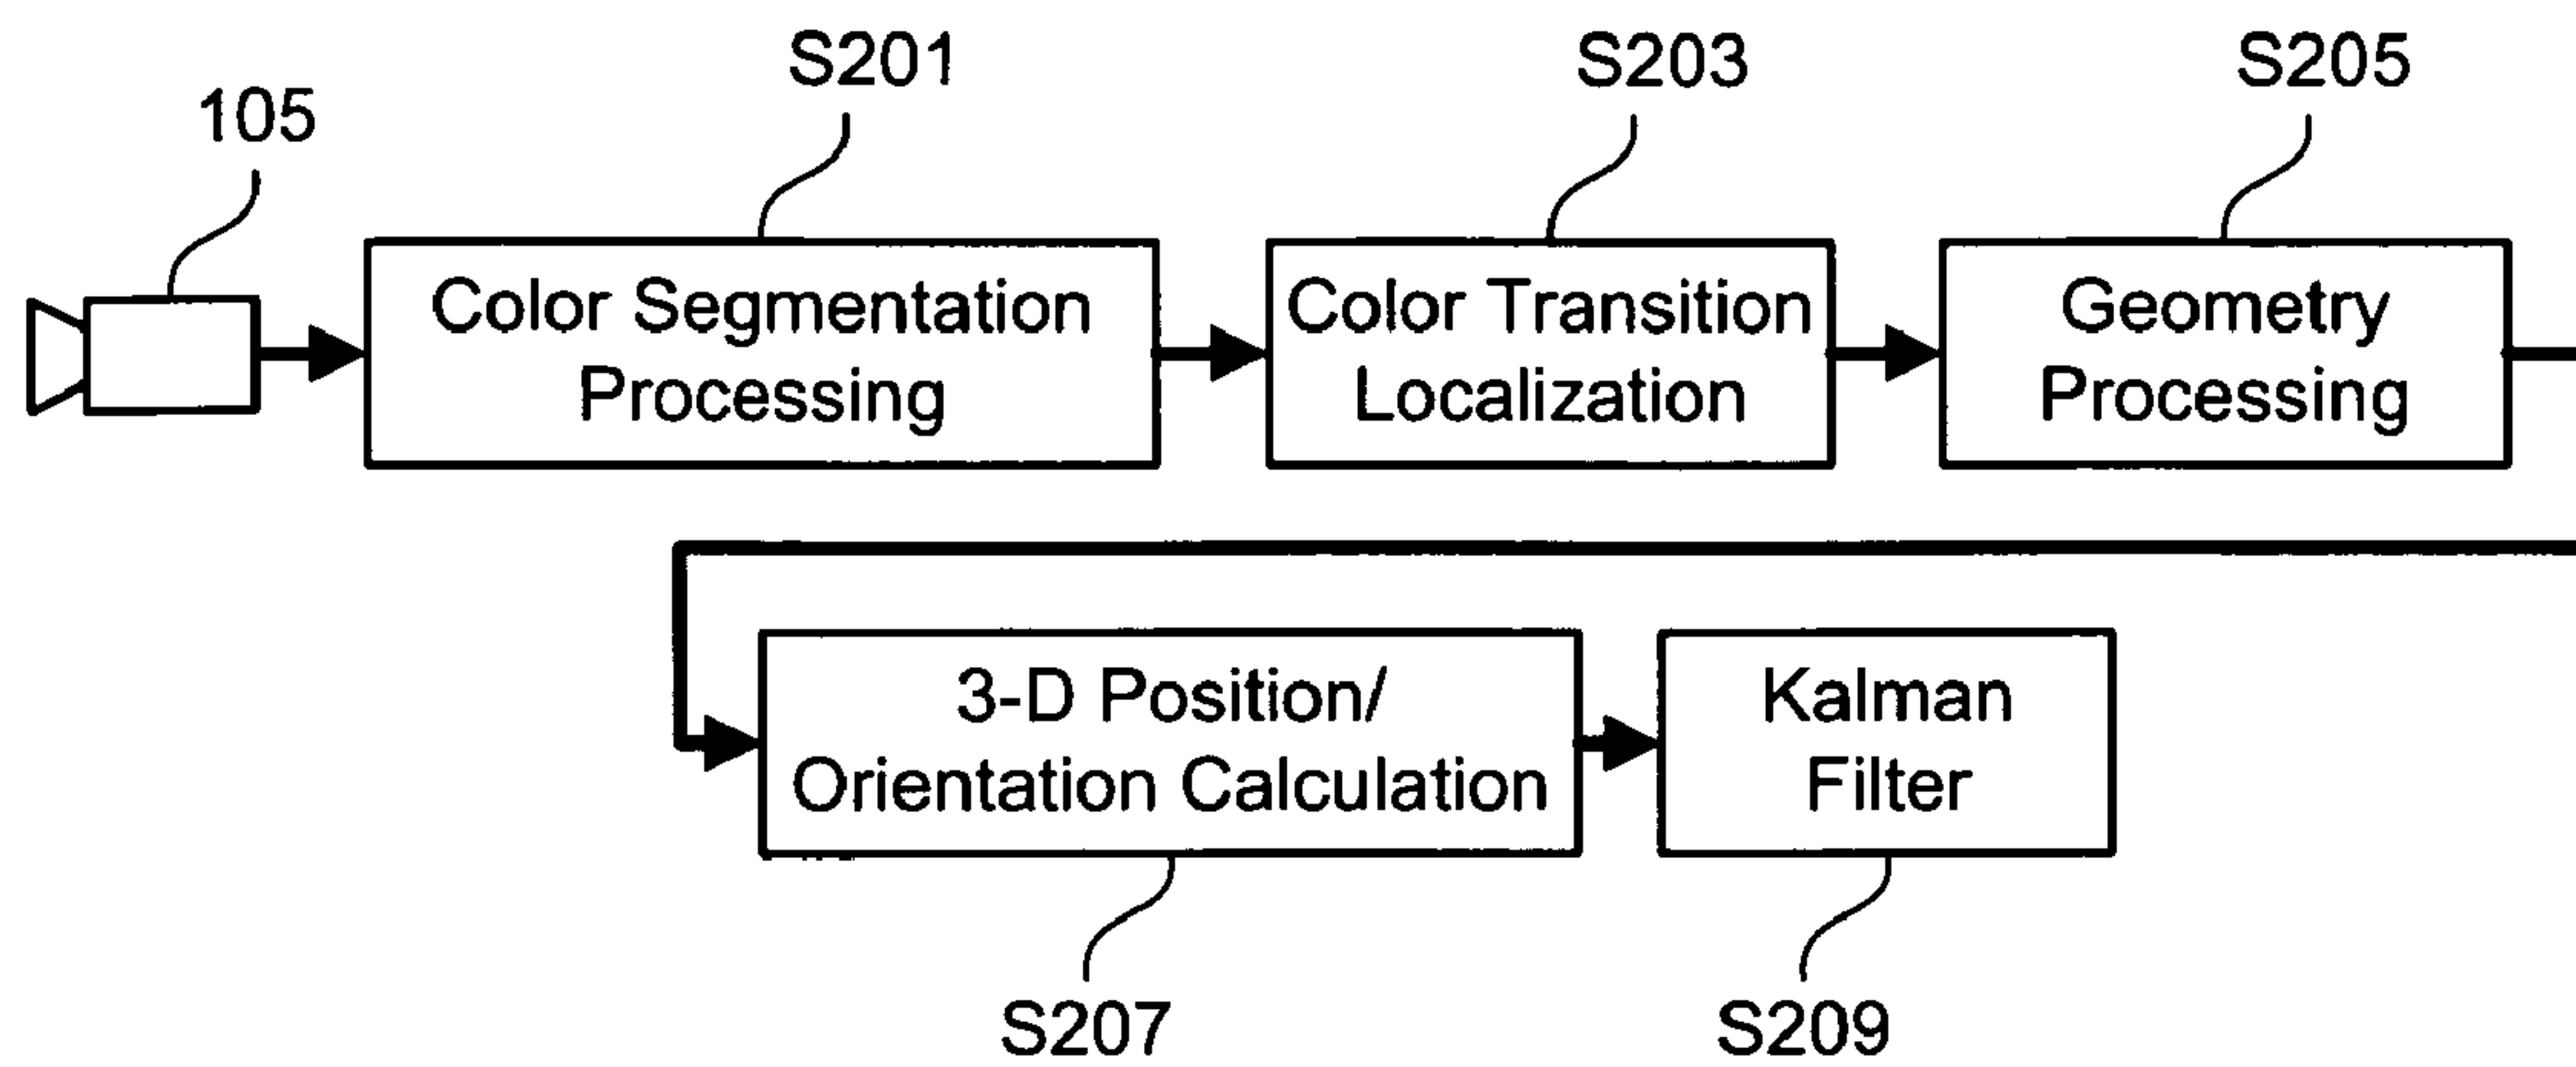 105
S201
S203
S205
Color Segmentation
Processing
Color Transition
Localization
Geometry
Processing
3-D Position/
Orientation Calculation
Kalman
Filter
S207
S209